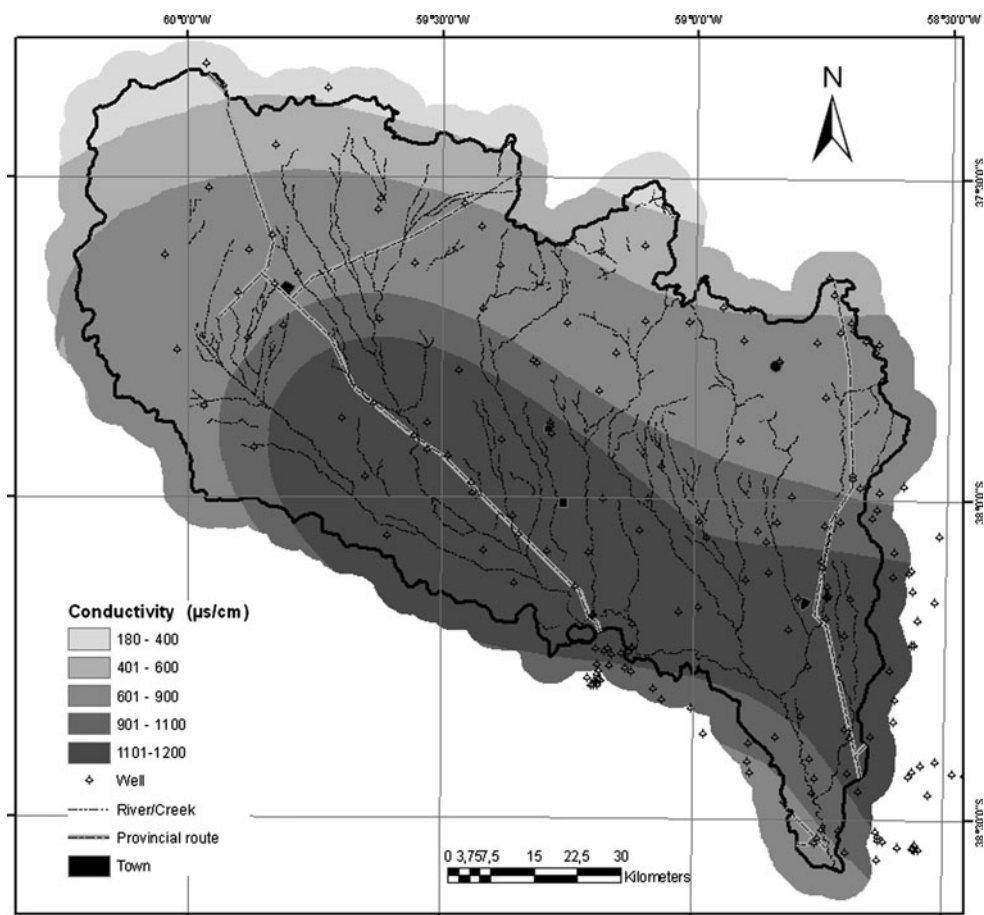 60°0'0"W 59°30'0"W 59°0'0"W 58°30'0"W
N
37°30'0"S
38°0'0"S
38°30'0"S
Conductivity (µs/cm)
180 - 400
401 - 600
601 - 900
901 - 1100
1101-1200
Well
River/Creek
Provincial route
Town
0 3,757,5 15 22,5 30
Kilometers